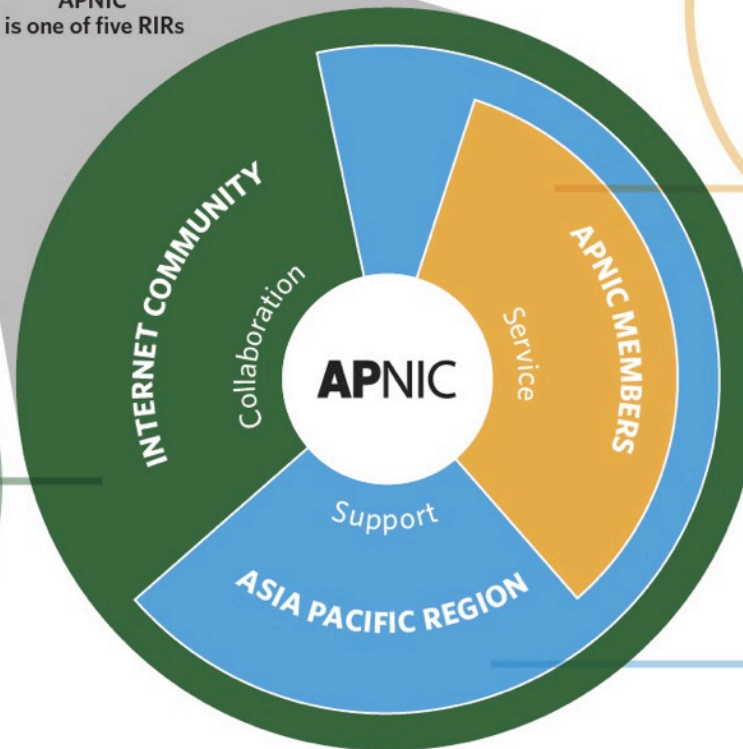 APNIC
is one of five RIRs
INTERNET COMMUNITY
Collaboration
APNIC
Service
APNIC MEMBERS
Support
ASIA PACIFIC REGION